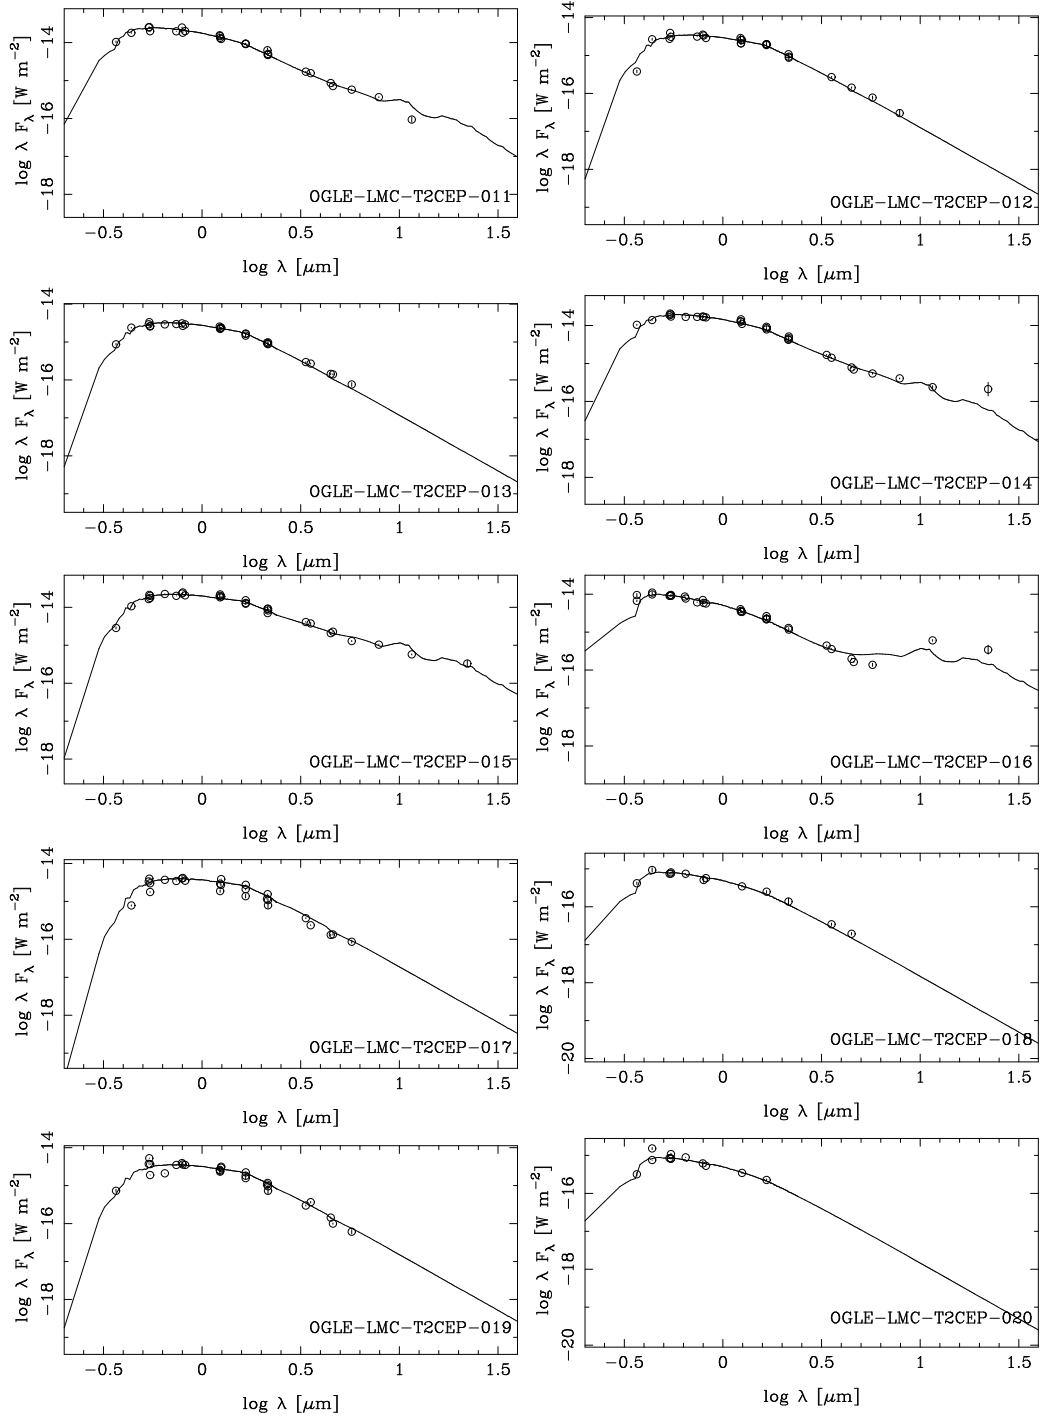 −14
−16
−18
log λ Fλ [W m−2]
OGLE−LMC−T2CEP−011
−0.5 0 0.5 1 1.5
log λ [μm]
−14
−16
−18
log λ Fλ [W m−2]
OGLE−LMC−T2CEP−012
−0.5 0 0.5 1 1.5
log λ [μm]
−14
−16
−18
log λ Fλ [W m−2]
OGLE−LMC−T2CEP−013
−0.5 0 0.5 1 1.5
log λ [μm]
−14
−16
−18
log λ Fλ [W m−2]
OGLE−LMC−T2CEP−014
−0.5 0 0.5 1 1.5
log λ [μm]
−14
−16
−18
log λ Fλ [W m−2]
OGLE−LMC−T2CEP−015
−0.5 0 0.5 1 1.5
log λ [μm]
−14
−16
−18
log λ Fλ [W m−2]
OGLE−LMC−T2CEP−016
−0.5 0 0.5 1 1.5
log λ [μm]
−14
−16
−18
log λ Fλ [W m−2]
OGLE−LMC−T2CEP−017
−0.5 0 0.5 1 1.5
log λ [μm]
−16
−18
−20
log λ Fλ [W m−2]
OGLE−LMC−T2CEP−018
−0.5 0 0.5 1 1.5
log λ [μm]
−14
−16
−18
log λ Fλ [W m−2]
OGLE−LMC−T2CEP−019
−0.5 0 0.5 1 1.5
log λ [μm]
−16
−18
−20
log λ Fλ [W m−2]
OGLE−LMC−T2CEP−020
−0.5 0 0.5 1 1.5
log λ [μm]